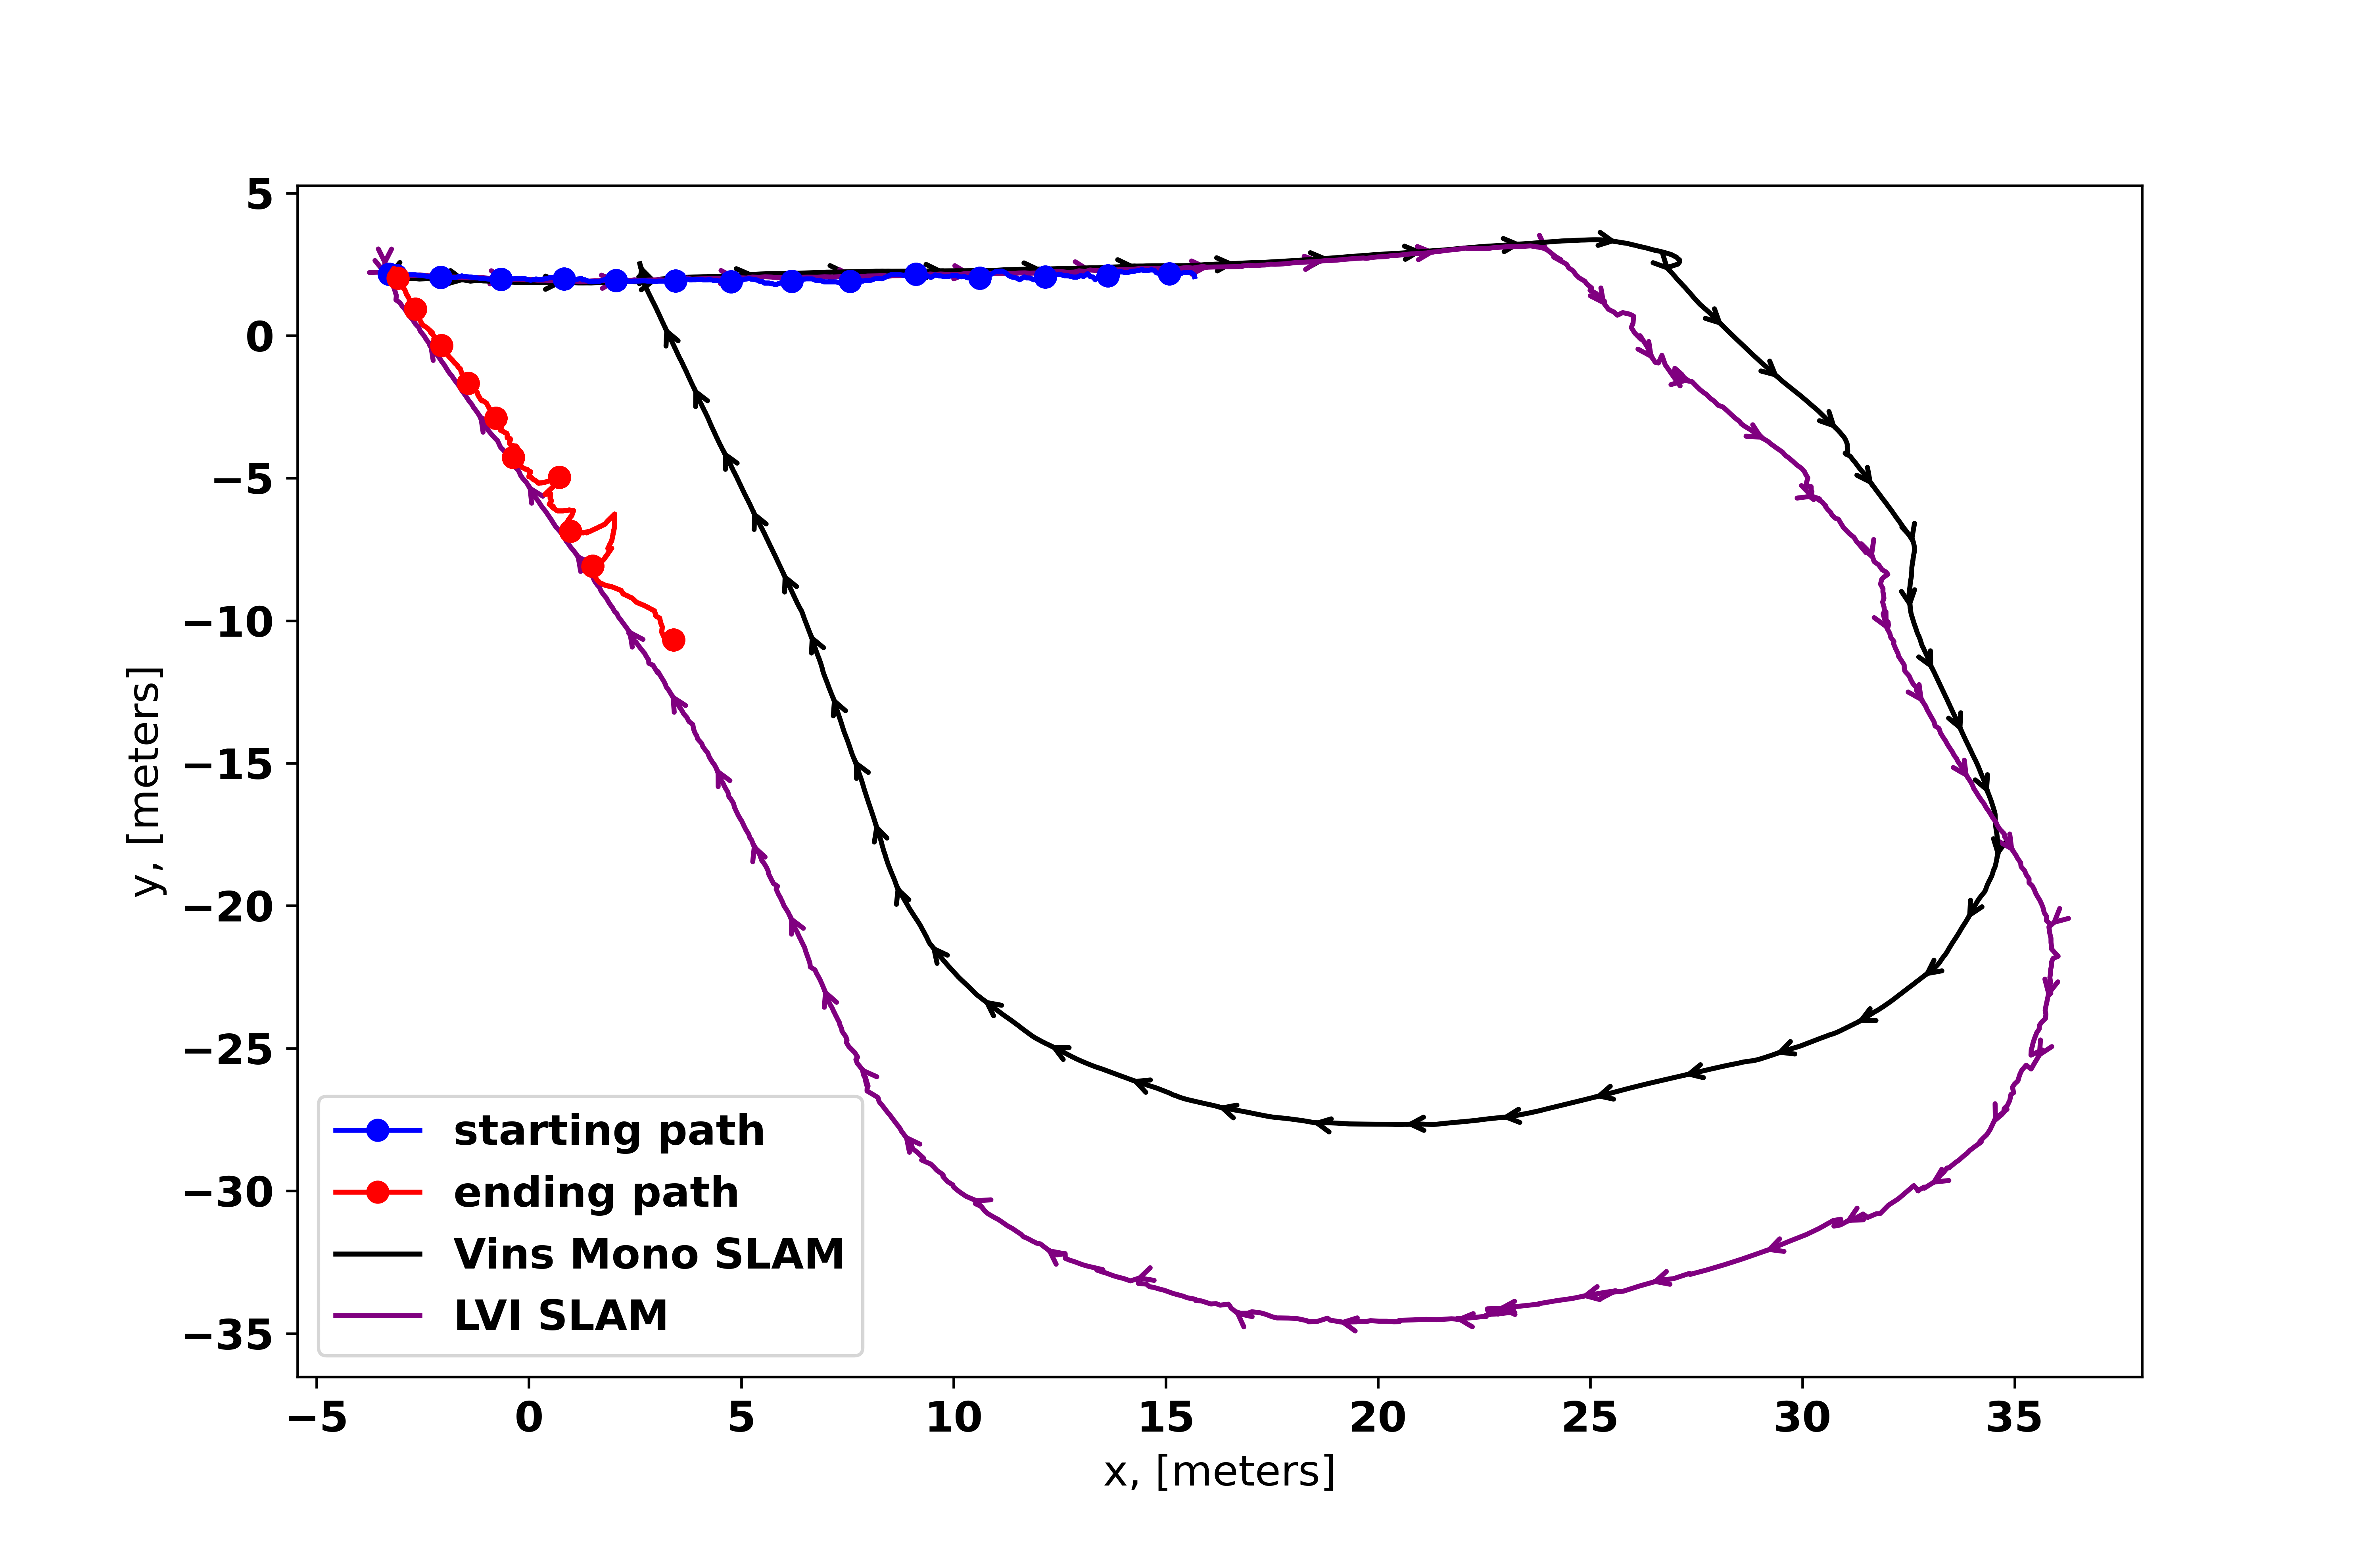 5
0
−5
−10
−15
−20
−25
−30
−35
y, [meters]
starting path
ending path
Vins Mono SLAM
LVI SLAM
−5 0 5 10 15 20 25 30 35
x, [meters]